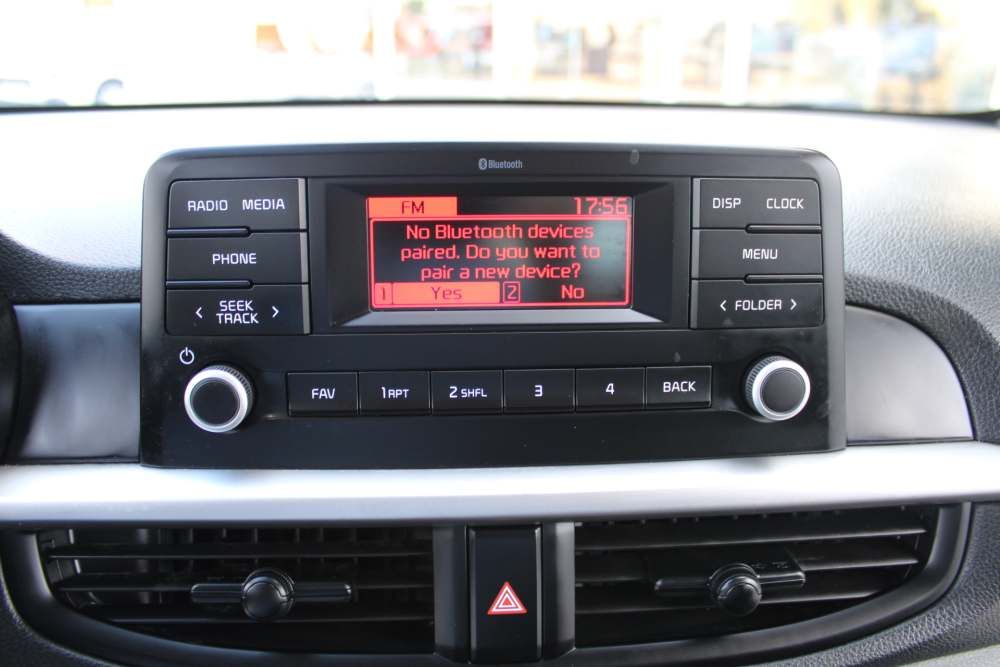 Bluetooth
RADIO MEDIA
FM 17:56
DISP CLOCK
No Bluetooth devices
paired. Do you want to
pair a new device?
1 Yes 2 No
PHONE
MENU
< SEEK TRACK >
< FOLDER >
FAV 1 RPT 2 SHFL 3 4 BACK